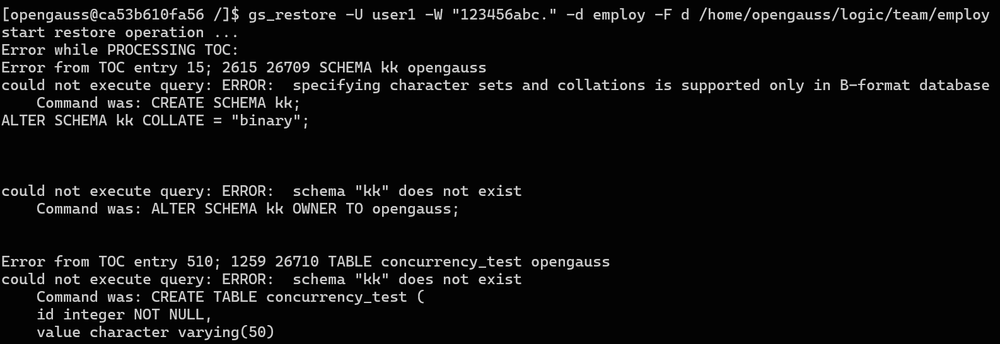 [opengauss@ca53b610fa56 /]$ gs_restore -U user1 -W "123456abc." -d employ -F d /home/opengauss/logic/team/employ
start restore operation ...
Error while PROCESSING TOC:
Error from TOC entry 15; 2615 26709 SCHEMA kk opengauss
could not execute query: ERROR:  specifying character sets and collations is supported only in B-format database
    Command was: CREATE SCHEMA kk;
ALTER SCHEMA kk COLLATE = "binary";
could not execute query: ERROR:  schema "kk" does not exist
    Command was: ALTER SCHEMA kk OWNER TO opengauss;
Error from TOC entry 510; 1259 26710 TABLE concurrency_test opengauss
could not execute query: ERROR:  schema "kk" does not exist
    Command was: CREATE TABLE concurrency_test (
    id integer NOT NULL,
    value character varying(50)